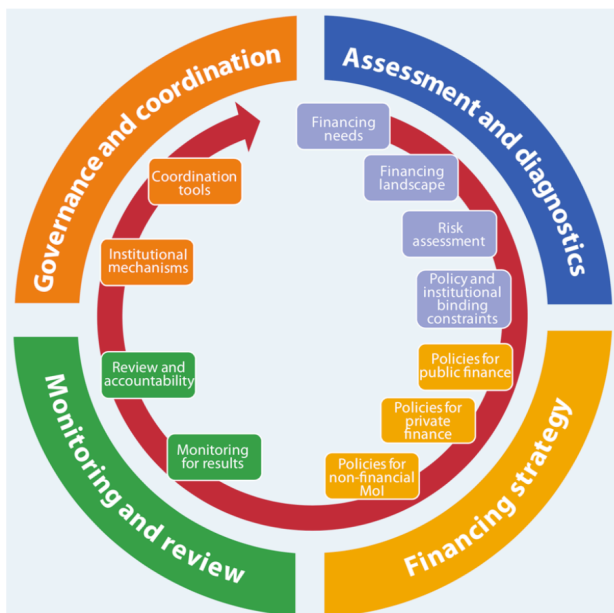 Governance and coordination
Assessment and diagnostics
Financing strategy
Monitoring and review
Financing
needs
Financing
landscape
Risk
assessment
Policy and
institutional
binding
constraints
Policies for
public finance
Policies for
private finance
Policies for
non-financial
MoI
Monitoring
for results
Review and
accountability
Institutional
mechanisms
Coordination
tools